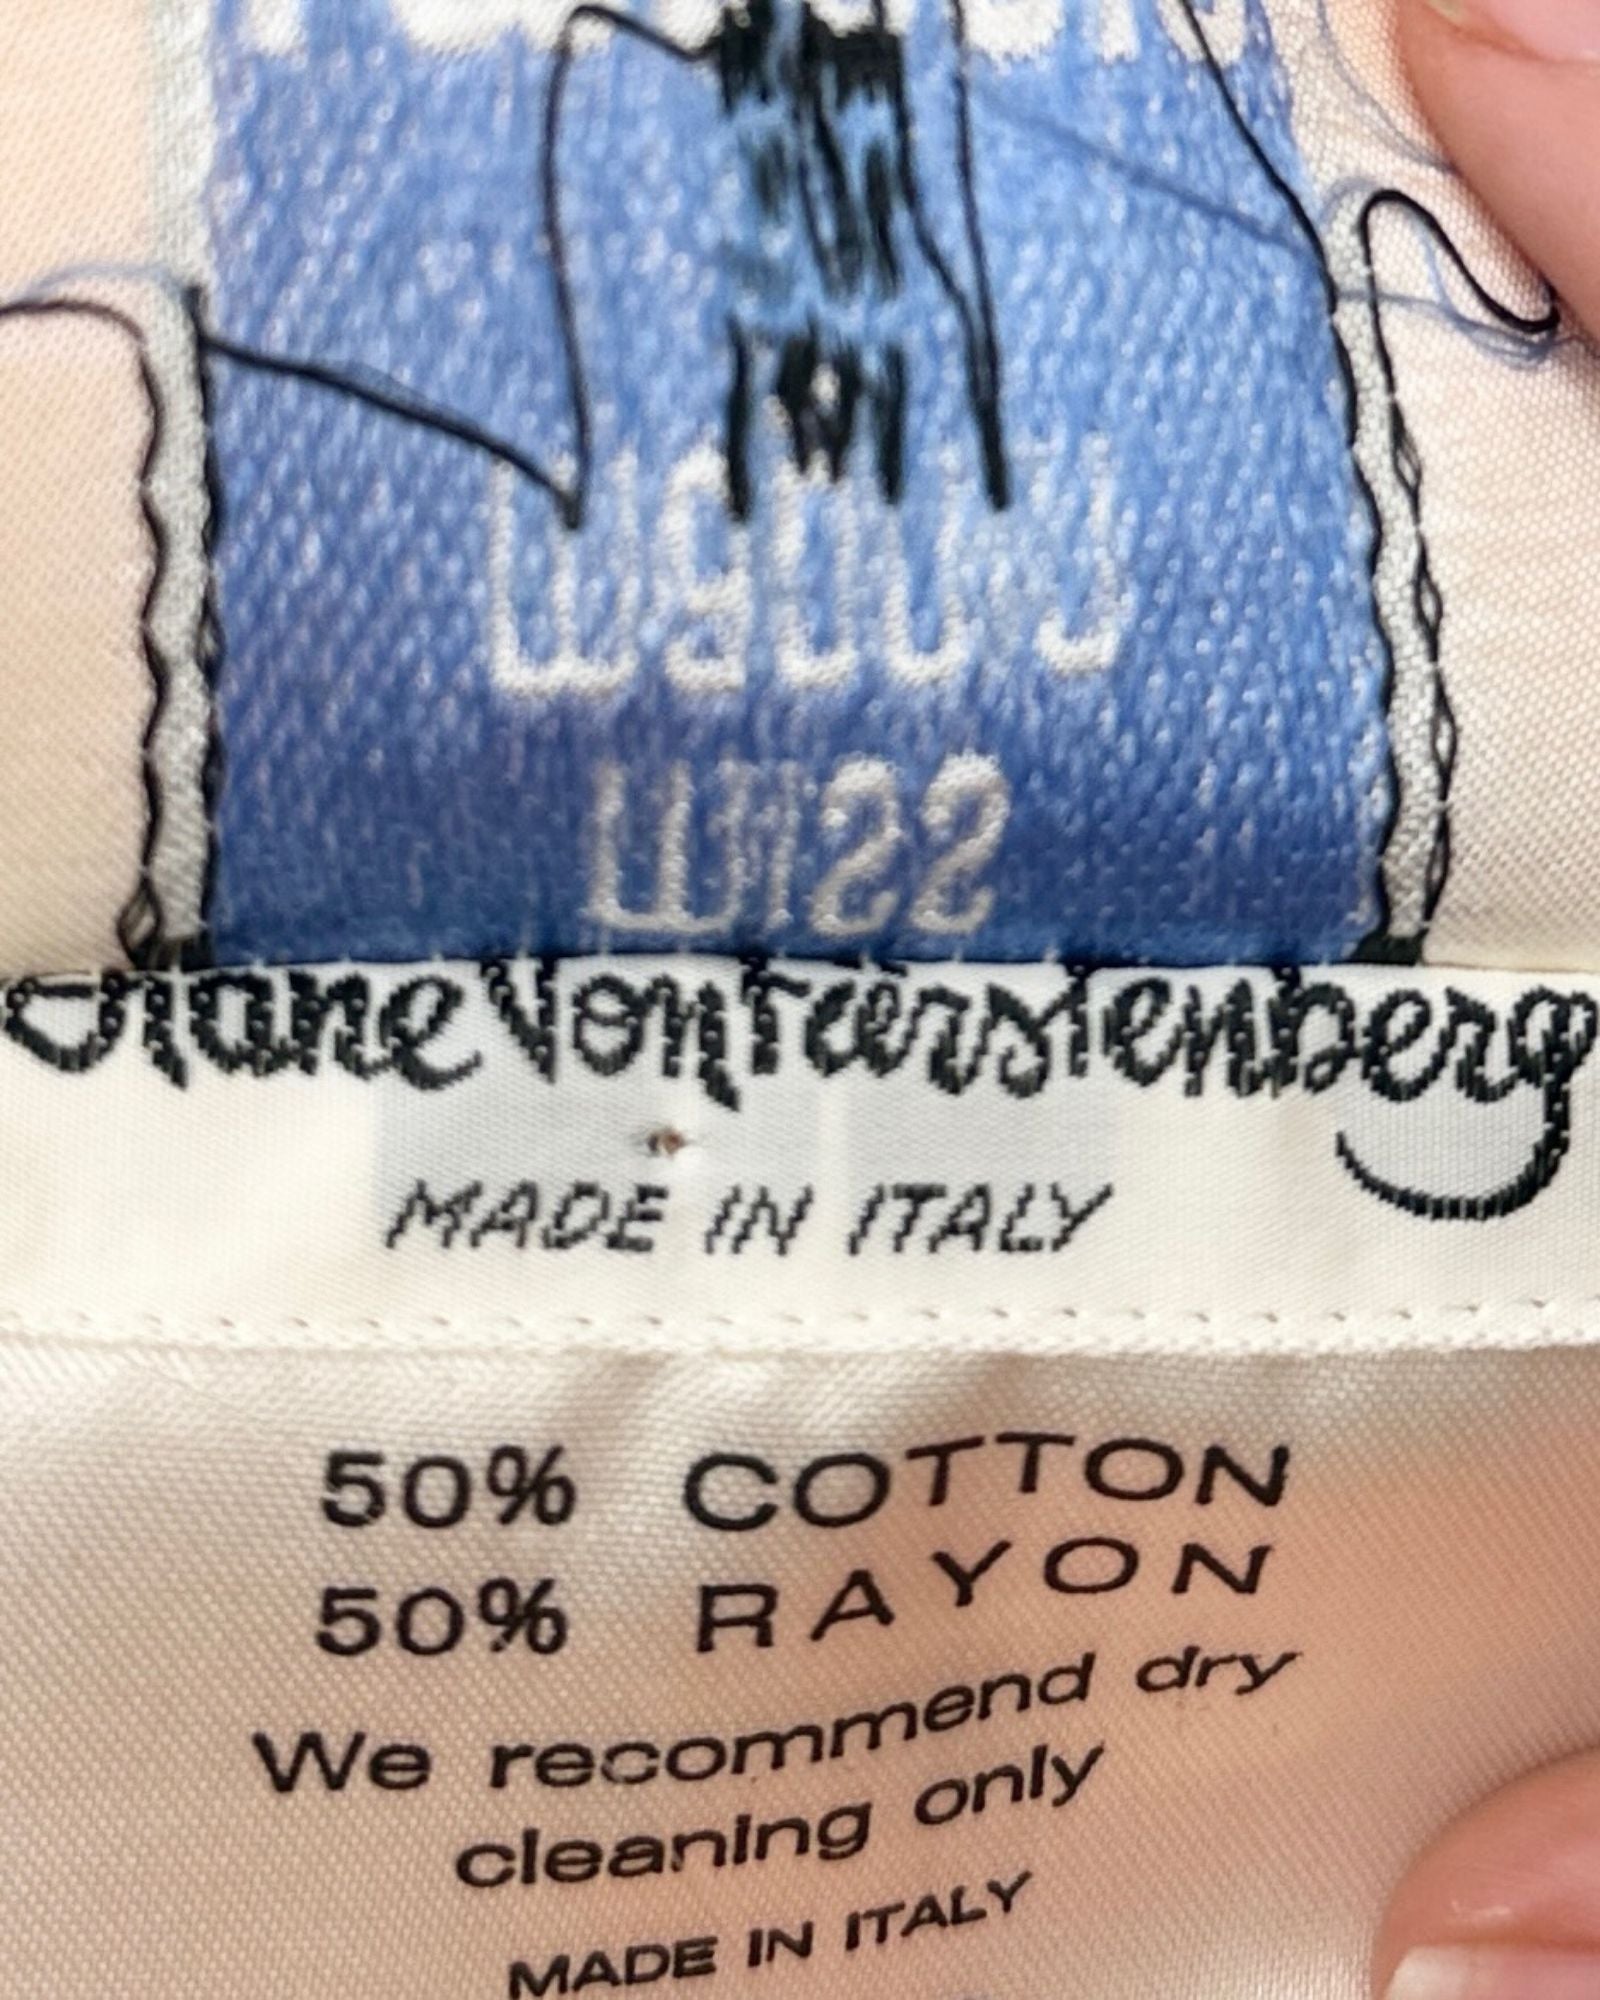 Diane Von Furstenberg
MADE IN ITALY
50% COTTON
50% RAYON
We recommend dry
cleaning only
MADE IN ITALY